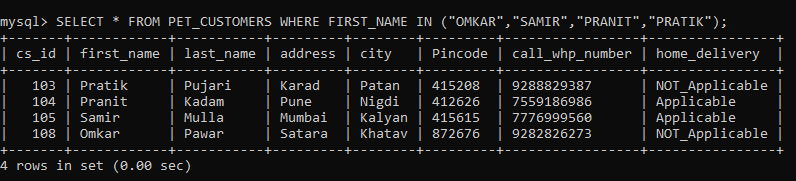 mysql> SELECT * FROM PET_CUSTOMERS WHERE FIRST_NAME IN ("OMKAR","SAMIR","PRANIT","PRATIK");
+-------+------------+-----------+---------+--------+---------+-----------------+----------------+
| cs_id | first_name | last_name | address | city   | Pincode | call_whp_number | home_delivery  |
+-------+------------+-----------+---------+--------+---------+-----------------+----------------+
|   103 | Pratik     | Pujari    | Karad   | Patan  | 415208  | 9288829387      | NOT_Applicable |
|   104 | Pranit     | Kadam     | Pune    | Nigdi  | 412626  | 7559186986      | Applicable     |
|   105 | Samir      | Mulla     | Mumbai  | Kalyan | 415615  | 7776999560      | Applicable     |
|   108 | Omkar      | Pawar     | Satara  | Khatav | 872676  | 9282826273      | NOT_Applicable |
+-------+------------+-----------+---------+--------+---------+-----------------+----------------+
4 rows in set (0.00 sec)